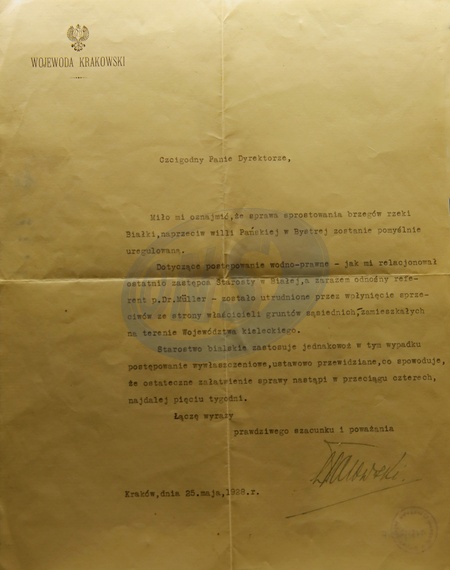 WOJEWODA KRAKOWSKI
Czcigodny Panie Dyrektorze,
Miło mi oznajmić, że sprawa sprostowania brzegów rzeki
Białki, naprzeciw willi Pańskiej w Bystrej zostanie pomyślnie
uregulowana.
Dotyczące postępowanie wodno-prawne - jak mi relacjonował
ostatnio zastępca Starosty w Białej, a zarazem odnośny refe-
rent p. Dr. Müller - zostało utrudnione przez wpłynięcie sprze-
ciwów ze strony właścicieli gruntów sąsiednich, zamieszkałych
na terenie Województwa kieleckiego.
Starostwo bialskie zastosuje jednakowoż w tym wypadku
postępowanie wywłaszczeniowe, ustawowo przewidziane, co spowoduje,
że ostateczne załatwienie sprawy nastąpi w przeciągu czterech,
najdalej pięciu tygodni.
Łączę wyrazy
prawdziwego szacunku i poważania
Kraków, dnia 25. maja, 1928. r.